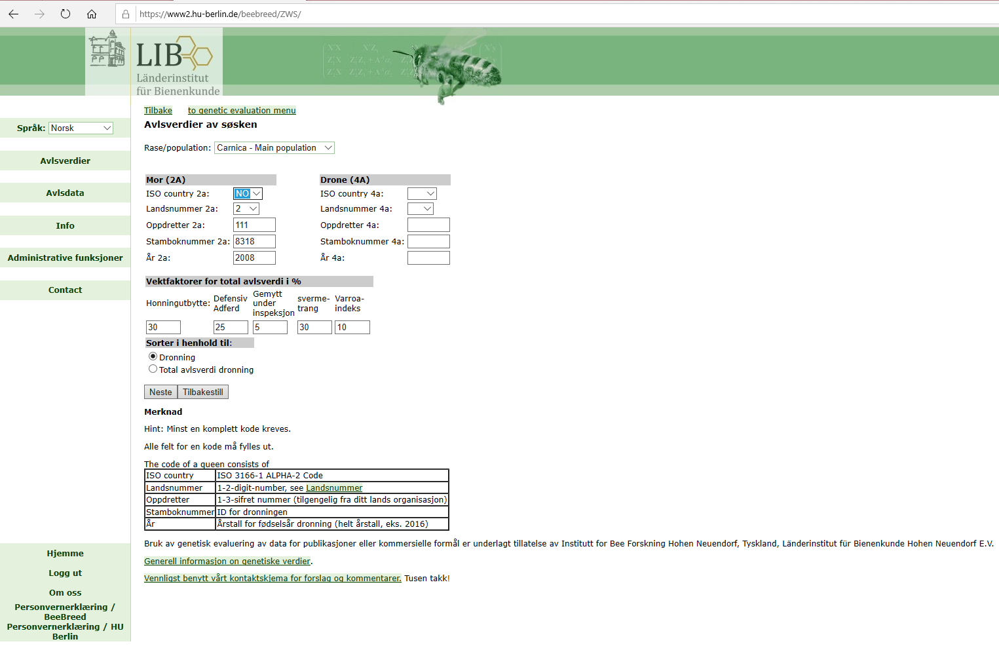 https://www2.hu-berlin.de/beebreed/ZWS/
LIB
Länderinstitut
für Bienenkunde
Tilbake to genetic evaluation menu
Avlsverdier av søsken
Språk: Norsk
Rase/population: Carnica - Main population
Avlsverdier
Avlsdata
Info
Administrative funksjoner
Contact
Mor (2A) Drone (4A)
ISO country 2a: NO ISO country 4a:
Landsnummer 2a: 2 Landsnummer 4a:
Oppdretter 2a: 111 Oppdretter 4a:
Stamboknummer 2a: 8318 Stamboknummer 4a:
År 2a: 2008 År 4a:
Vektfaktorer for total avlsverdi i %
Honningutbytte: Defensiv Adferd Gemytt under inspeksjon sverme-trang Varroa-indeks
30 25 5 30 10
Sorter i henhold til:
Dronning
Total avlsverdi dronning
Neste Tilbakestill
Merknad
Hint: Minst en komplett kode kreves.
Alle felt for en kode må fylles ut.
The code of a queen consists of
ISO country ISO 3166-1 ALPHA-2 Code
Landsnummer 1-2-digit-number, see Landsnummer
Oppdretter 1-3-sifret nummer (tilgengelig fra ditt lands organisasjon)
Stamboknummer ID for dronningen
År Årstall for fødselsår dronning (helt årstall, eks. 2016)
Bruk av genetisk evaluering av data for publikasjoner eller kommersielle formål er underlagt tillatelse av Institutt for Bee Forskning Hohen Neuendorf, Tyskland, Länderinstitut für Bienenkunde Hohen Neuendorf E.V.
Generell informasjon on genetiske verdier.
Vennligst benytt vårt kontaktskjema for forslag og kommentarer. Tusen takk!
Hjemme
Logg ut
Om oss
Personvernerklæring /
BeeBreed
Personvernerklæring / HU
Berlin